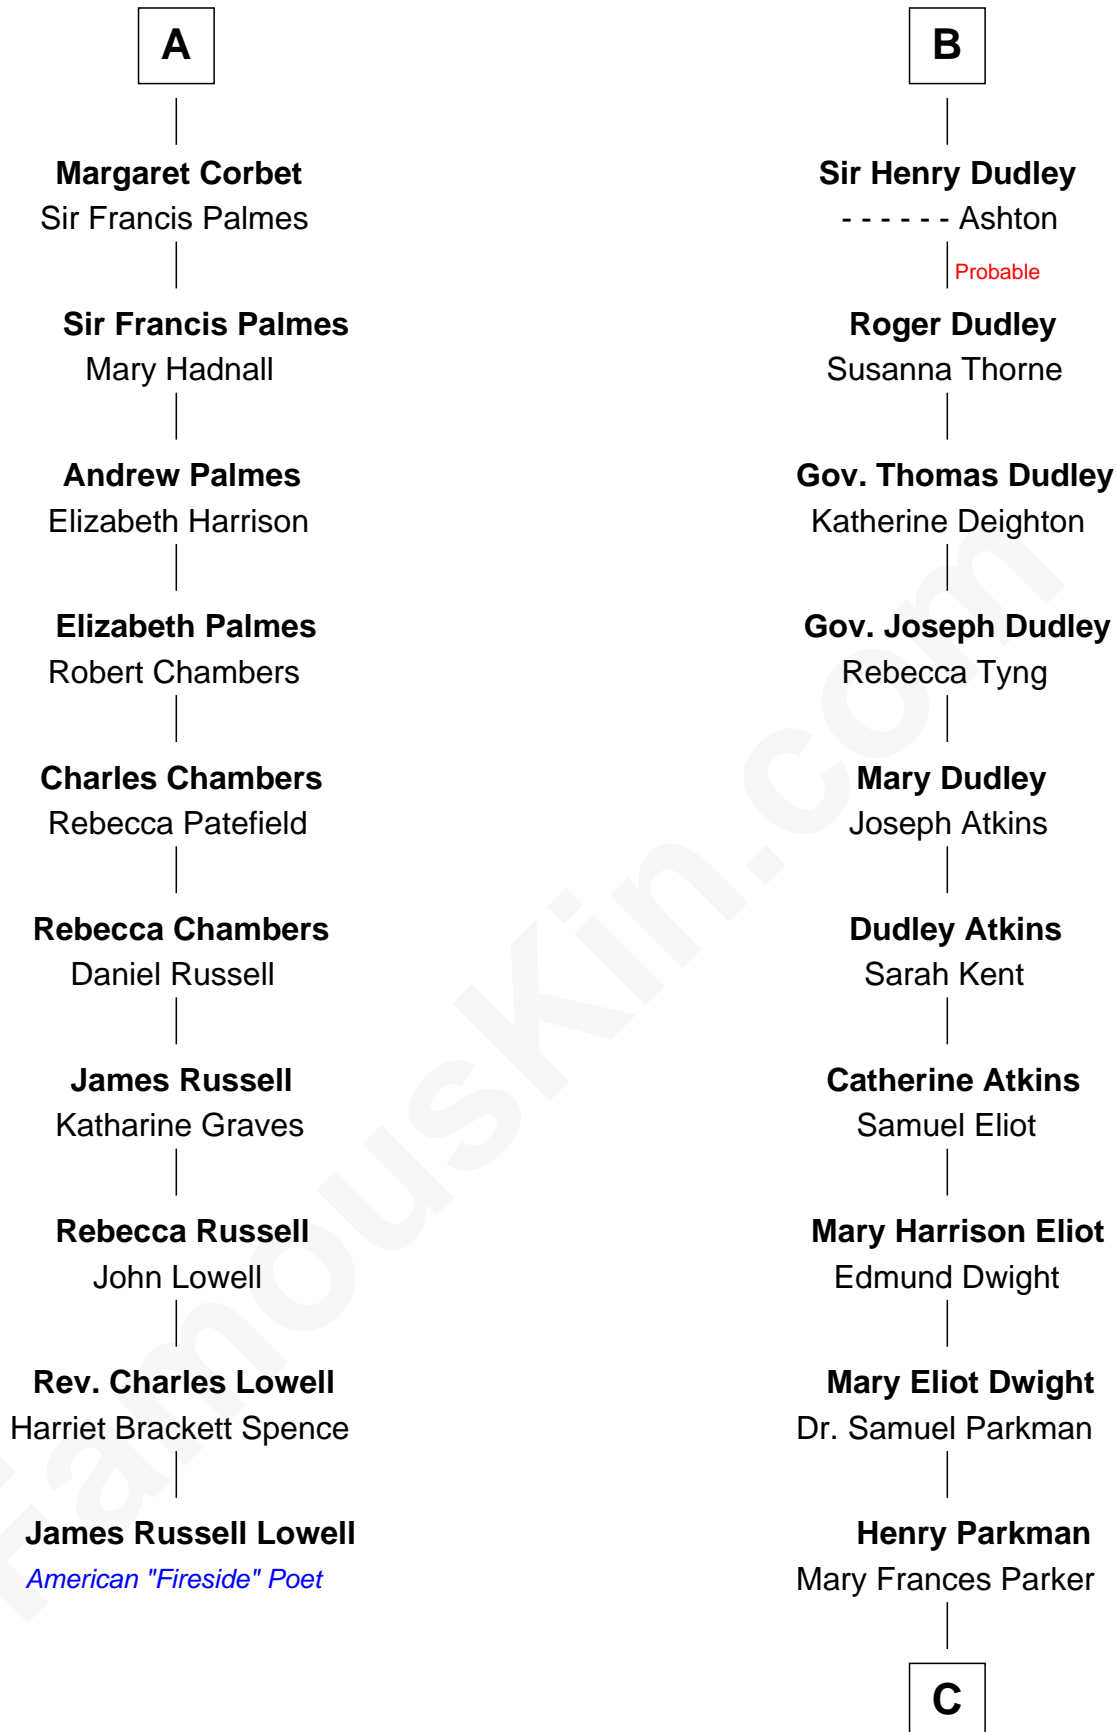 A
Margaret Corbet
Sir Francis Palmes
Sir Francis Palmes
Mary Hadnall
Andrew Palmes
Elizabeth Harrison
Elizabeth Palmes
Robert Chambers
Charles Chambers
Rebecca Patefield
Rebecca Chambers
Daniel Russell
James Russell
Katharine Graves
Rebecca Russell
John Lowell
Rev. Charles Lowell
Harriet Brackett Spence
James Russell Lowell
American "Fireside" Poet
B
Sir Henry Dudley
- - - - - - Ashton
Probable
Roger Dudley
Susanna Thorne
Gov. Thomas Dudley
Katherine Deighton
Gov. Joseph Dudley
Rebecca Tyng
Mary Dudley
Joseph Atkins
Dudley Atkins
Sarah Kent
Catherine Atkins
Samuel Eliot
Mary Harrison Eliot
Edmund Dwight
Mary Eliot Dwight
Dr. Samuel Parkman
Henry Parkman
Mary Frances Parker
C
FamousKin.com